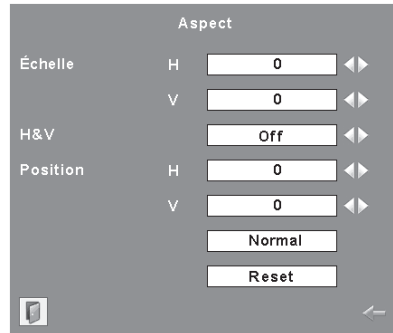 Aspect
Échelle H 0
V 0
H&V Off
Position H 0
V 0
Normal
Reset